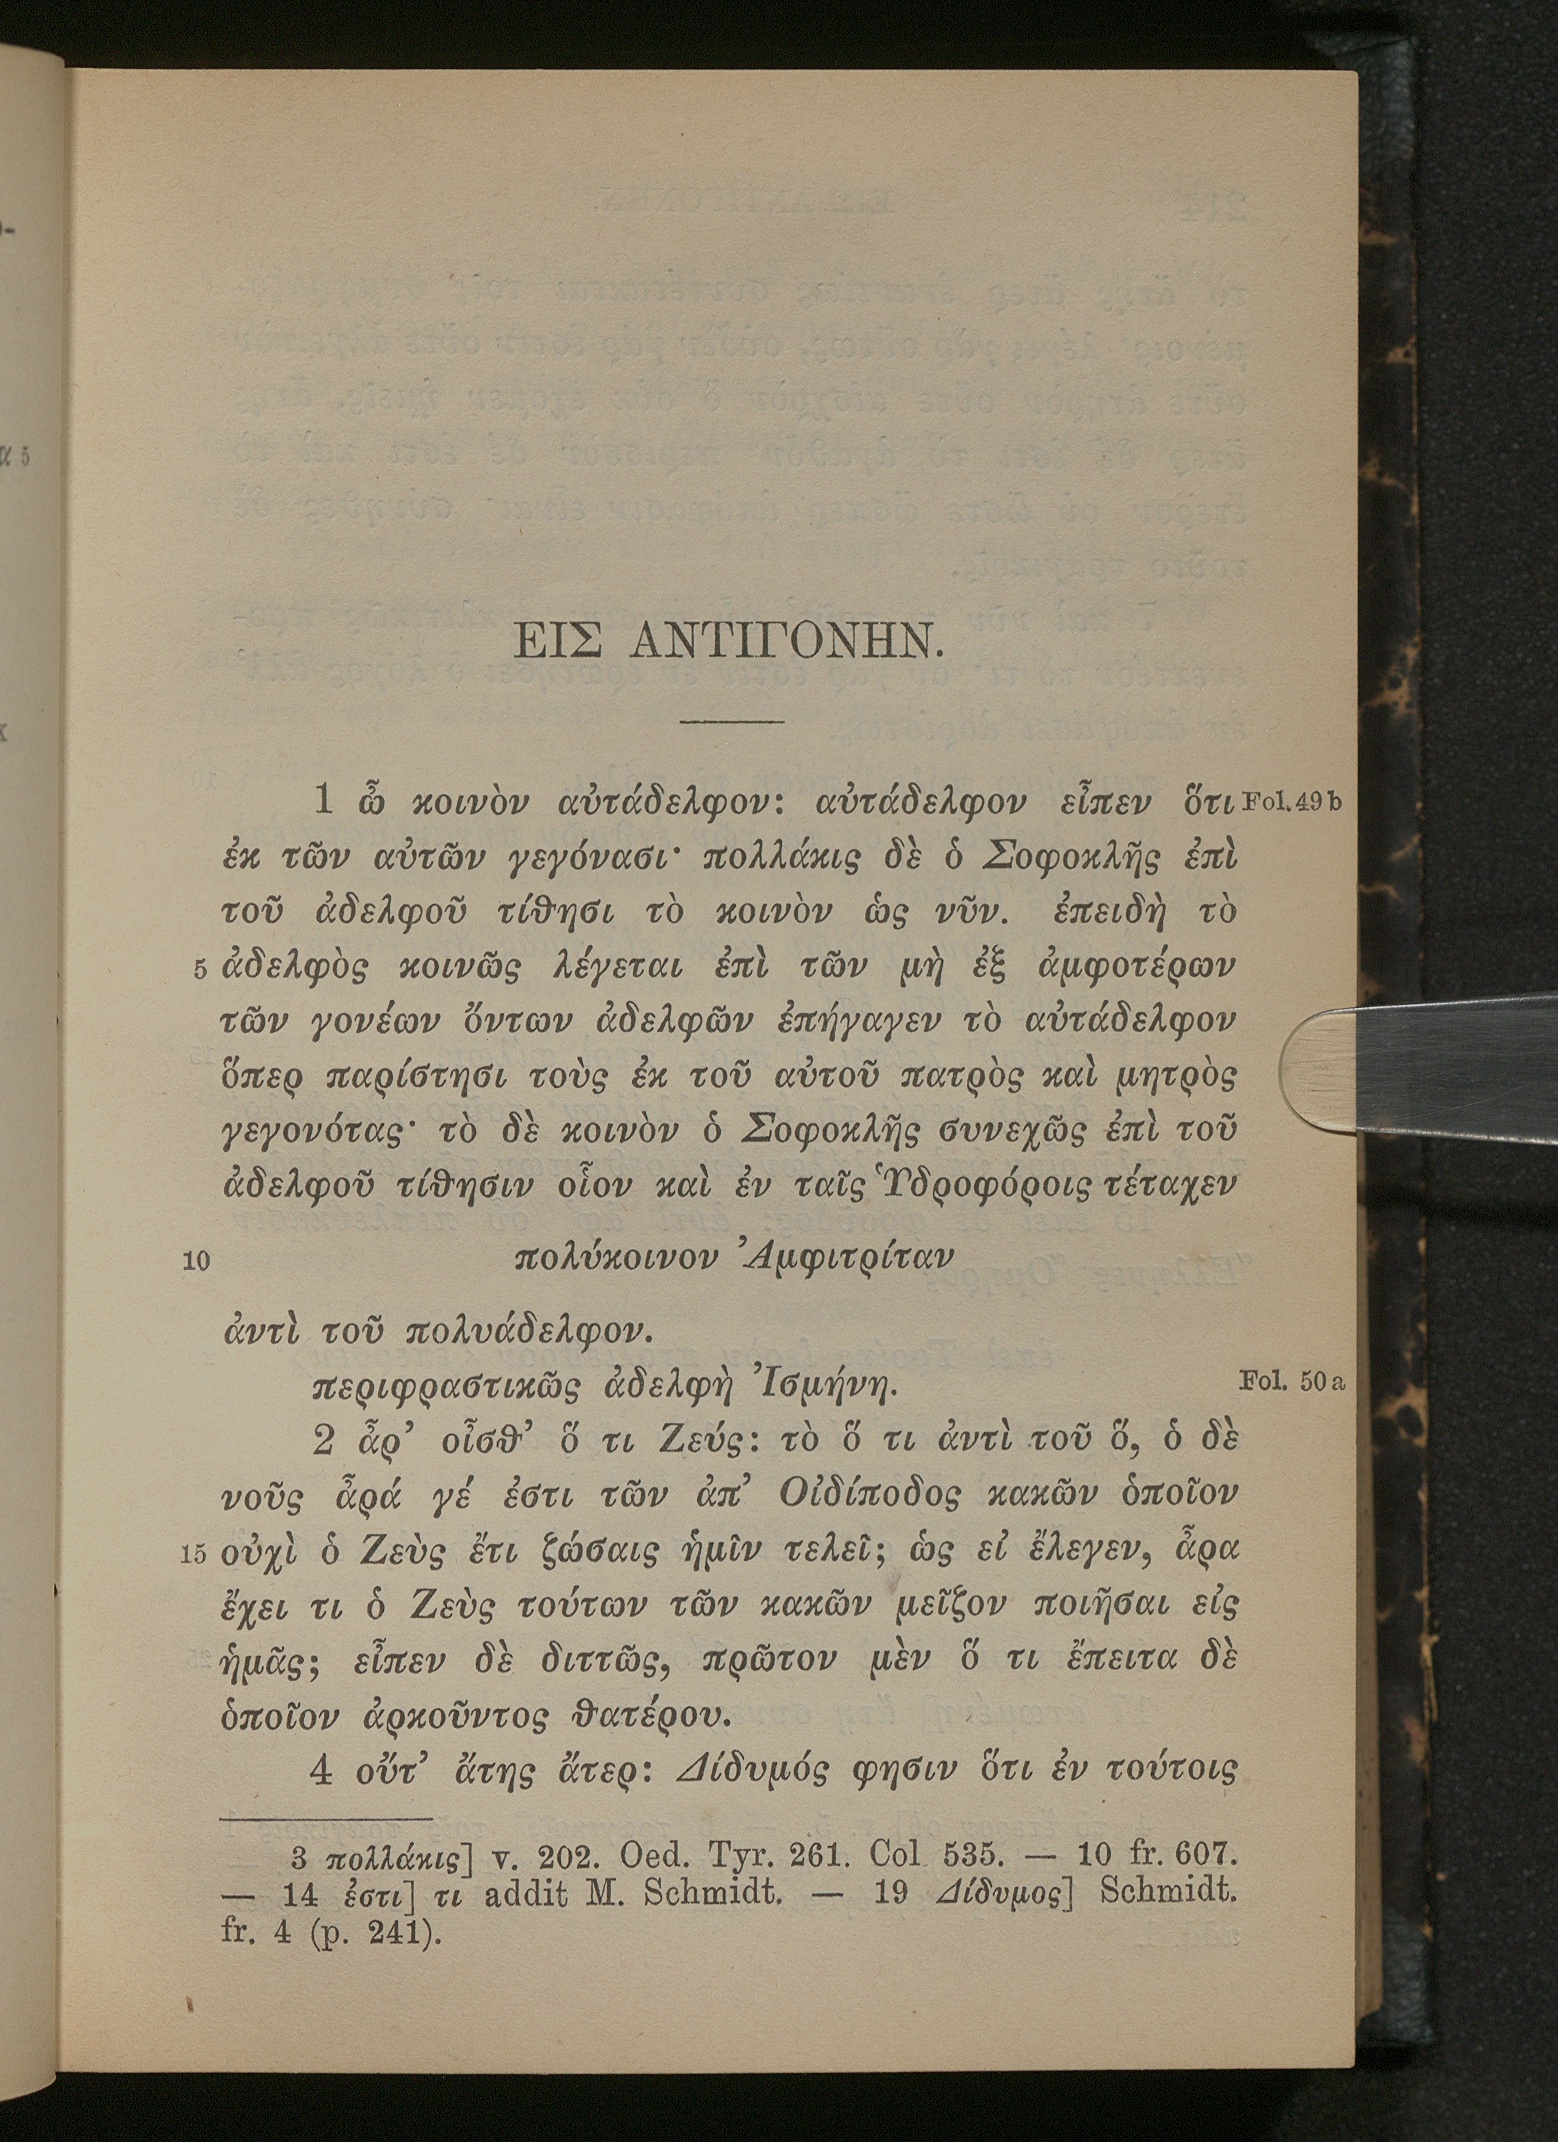 ΕΙΣ ΑΝΤΙΓΟΝΗΝ.
1 ὦ κοινὸν αὐτάδελφον: αὐτάδελφον εἶπεν ὅτι Fol. 49 b
ἐκ τῶν αὐτῶν γεγόνασι· πολλάκις δὲ ὁ Σοφοκλῆς ἐπὶ
τοῦ ἀδελφοῦ τίθησι τὸ κοινὸν ὡς νῦν. ἐπειδὴ τὸ
5 ἀδελφὸς κοινῶς λέγεται ἐπὶ τῶν μὴ ἐξ ἀμφοτέρων
τῶν γονέων ὄντων ἀδελφῶν ἐπήγαγεν τὸ αὐτάδελφον
ὅπερ παρίστησι τοὺς ἐκ τοῦ αὐτοῦ πατρὸς καὶ μητρὸς
γεγονότας· τὸ δὲ κοινὸν ὁ Σοφοκλῆς συνεχῶς ἐπὶ τοῦ
ἀδελφοῦ τίθησιν οἷον καὶ ἐν ταῖς Ὑδροφόροις τέταχεν
10 πολύκοινον Ἀμφιτρίταν
ἀντὶ τοῦ πολυάδελφον.
περιφραστικῶς ἀδελφὴ Ἰσμήνη. Fol. 50 a
2 ἆρ’ οἶσθ’ ὅ τι Ζεύς: τὸ ὅ τι ἀντὶ τοῦ ὅ, ὁ δὲ
νοῦς ἆρά γέ ἐστι τῶν ἀπ’ Οἰδίποδος κακῶν ὁποῖον
15 οὐχὶ ὁ Ζεὺς ἔτι ζώσαις ἡμῖν τελεῖ; ὡς εἰ ἔλεγεν, ἆρα
ἔχει τι ὁ Ζεὺς τούτων τῶν κακῶν μεῖζον ποιῆσαι εἰς
ἡμᾶς; εἶπεν δὲ διττῶς, πρῶτον μὲν ὅ τι ἔπειτα δὲ
ὁποῖον ἀρκοῦντος θατέρου.
4 οὔτ’ ἄτης ἄτερ: Δίδυμός φησιν ὅτι ἐν τούτοις
3 πολλάκις] v. 202. Oed. Tyr. 261. Col 535. — 10 fr. 607.
— 14 ἐστι] τι addit M. Schmidt. — 19 Δίδυμος] Schmidt.
fr. 4 (p. 241).